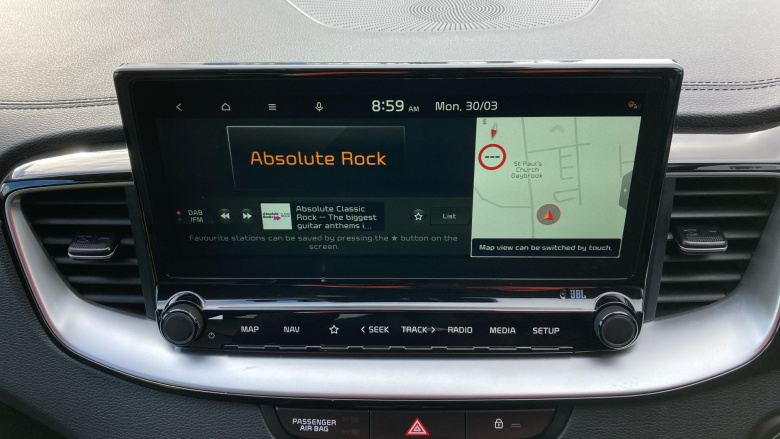 8:59 AM Mon, 30/03
Absolute Rock
St Paul's
Church
Daybrook
DAB
/FM
Absolute Classic
Rock -- The biggest
guitar anthems i...
List
Favourite stations can be saved by pressing the ★ button on the
screen.
Map view can be switched by touch.
JBL
MAP NAV ☆ < SEEK TRACK > RADIO MEDIA SETUP
PASSENGER
AIR BAG